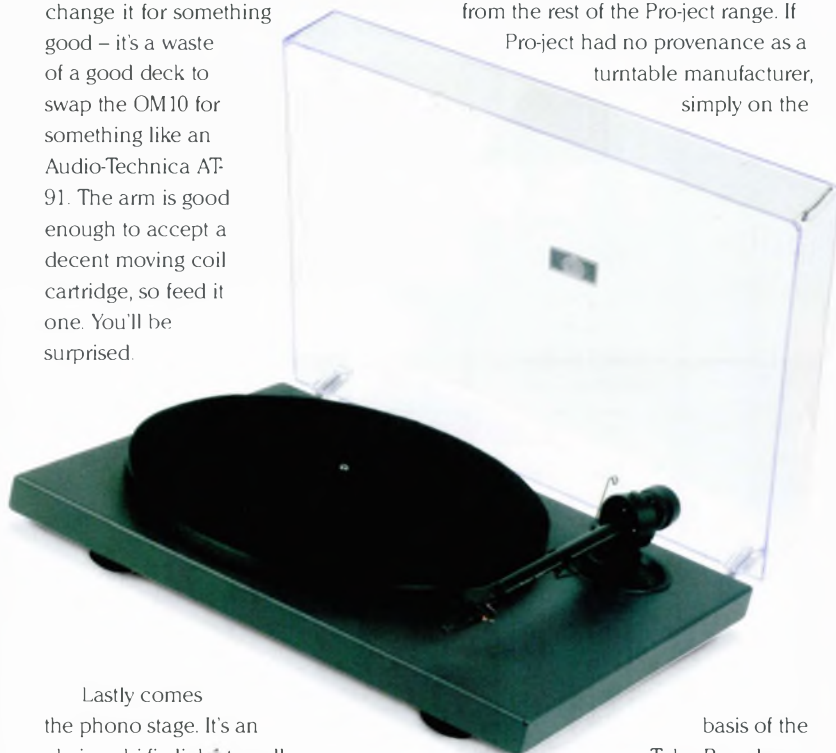 change it for something
good – it's a waste
of a good deck to
swap the OM10 for
something like an
Audio-Technica AT-
91. The arm is good
enough to accept a
decent moving coil
cartridge, so feed it
one. You'll be
surprised.
Lastly comes
the phono stage. It's an
from the rest of the Pro-ject range. If
Pro-ject had no provenance as a
turntable manufacturer,
simply on the
basis of the